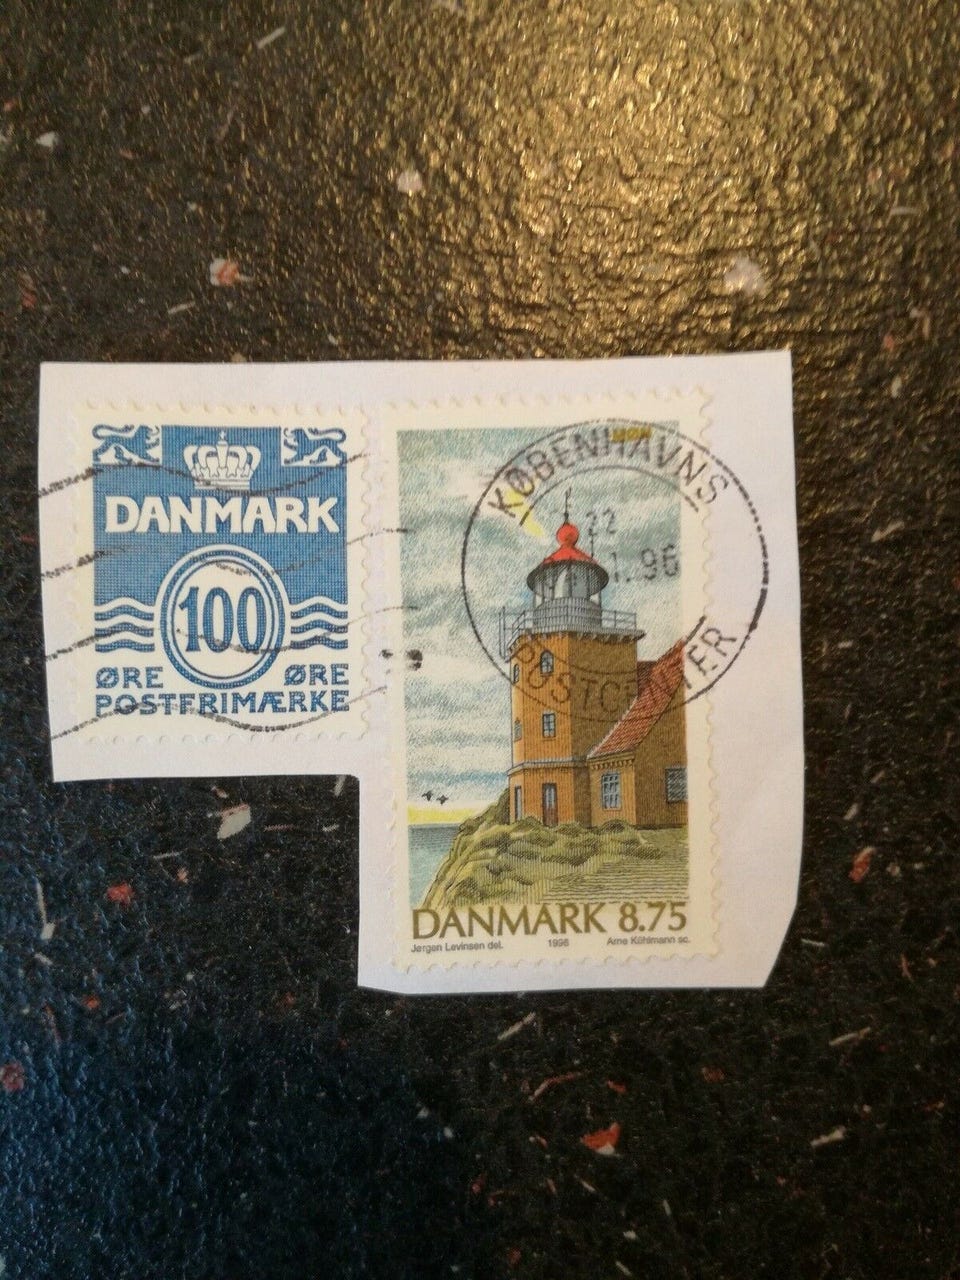 DANMARK
100
ØRE ØRE
POSTFRIMÆRKE
KØBENHAVNS
22
1.96
POSTCENTER
DANMARK 8.75
Jørgen Levinsen del. 1996 Arne Kühlmann sc.